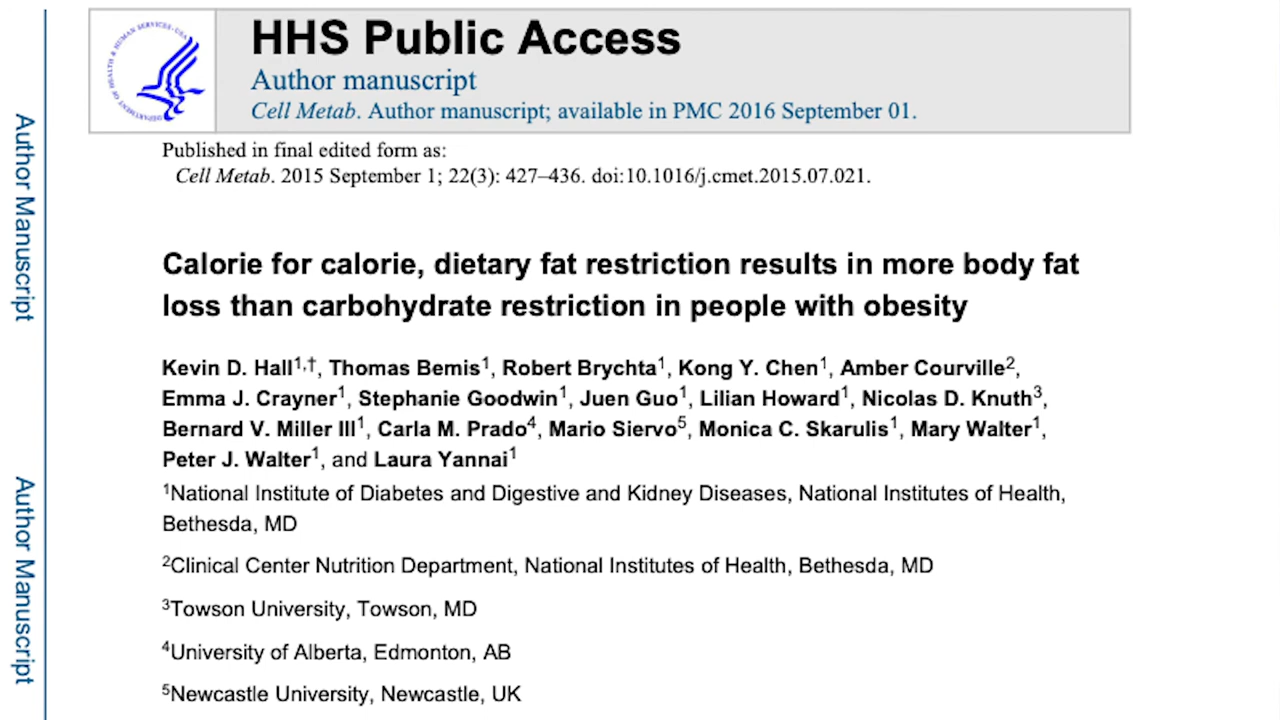 HHS Public Access
Author manuscript
Cell Metab. Author manuscript; available in PMC 2016 September 01.
Published in final edited form as:
Cell Metab. 2015 September 1; 22(3): 427–436. doi:10.1016/j.cmet.2015.07.021.
Calorie for calorie, dietary fat restriction results in more body fat
loss than carbohydrate restriction in people with obesity
Kevin D. Hall1,†, Thomas Bemis1, Robert Brychta1, Kong Y. Chen1, Amber Courville2,
Emma J. Crayner1, Stephanie Goodwin1, Juen Guo1, Lilian Howard1, Nicolas D. Knuth3,
Bernard V. Miller III1, Carla M. Prado4, Mario Siervo5, Monica C. Skarulis1, Mary Walter1,
Peter J. Walter1, and Laura Yannai1
1National Institute of Diabetes and Digestive and Kidney Diseases, National Institutes of Health,
Bethesda, MD
2Clinical Center Nutrition Department, National Institutes of Health, Bethesda, MD
3Towson University, Towson, MD
4University of Alberta, Edmonton, AB
5Newcastle University, Newcastle, UK
Author Manuscript
Author Manuscript
DEPARTMENT OF HEALTH & HUMAN SERVICES·USA